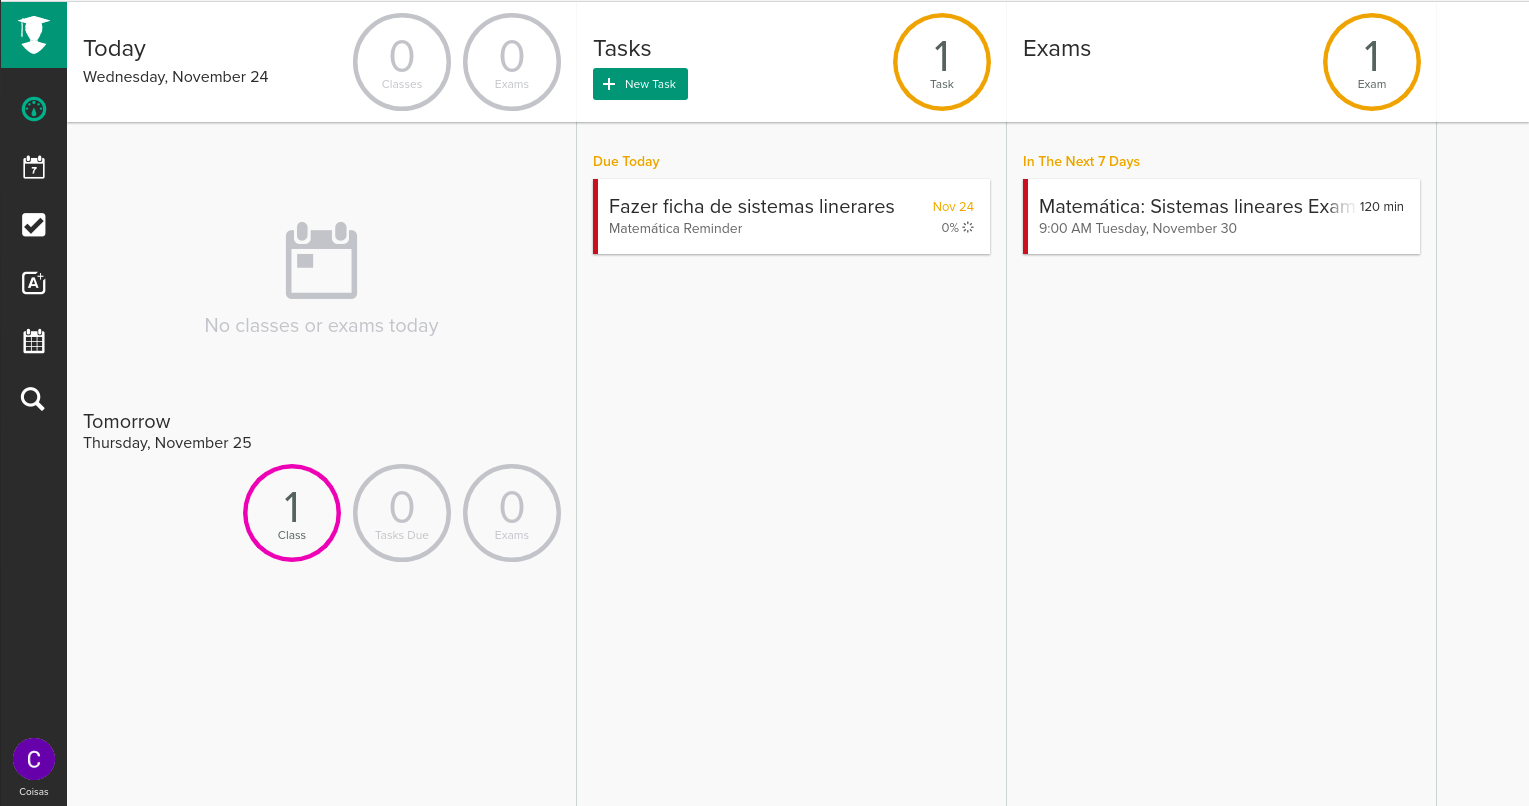 Today
Wednesday, November 24
0
Classes
0
Exams
Tasks
New Task
1
Task
Exams
1
Exam
7
A+
No classes or exams today
Tomorrow
Thursday, November 25
1
Class
0
Tasks Due
0
Exams
Due Today
Fazer ficha de sistemas linerares
Nov 24
Matemática Reminder
0%
In The Next 7 Days
Matemática: Sistemas lineares Exam
120 min
9:00 AM Tuesday, November 30
C
Coisas